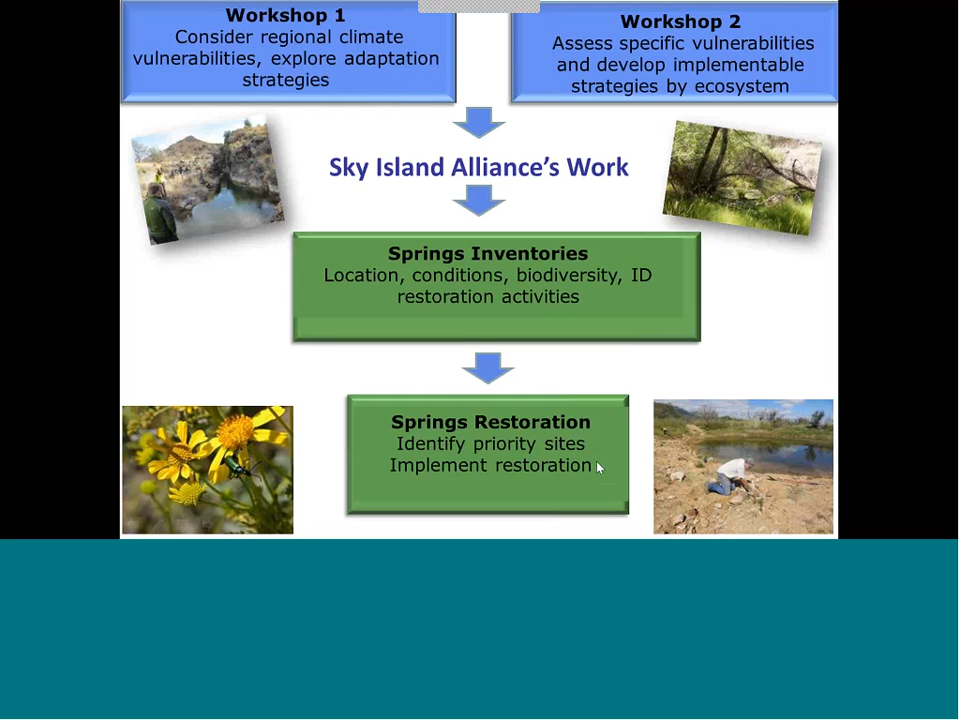 Workshop 1
Consider regional climate
vulnerabilities, explore adaptation
strategies
Workshop 2
Assess specific vulnerabilities
and develop implementable
strategies by ecosystem
Sky Island Alliance’s Work
Springs Inventories
Location, conditions, biodiversity, ID
restoration activities
Springs Restoration
Identify priority sites
Implement restoration